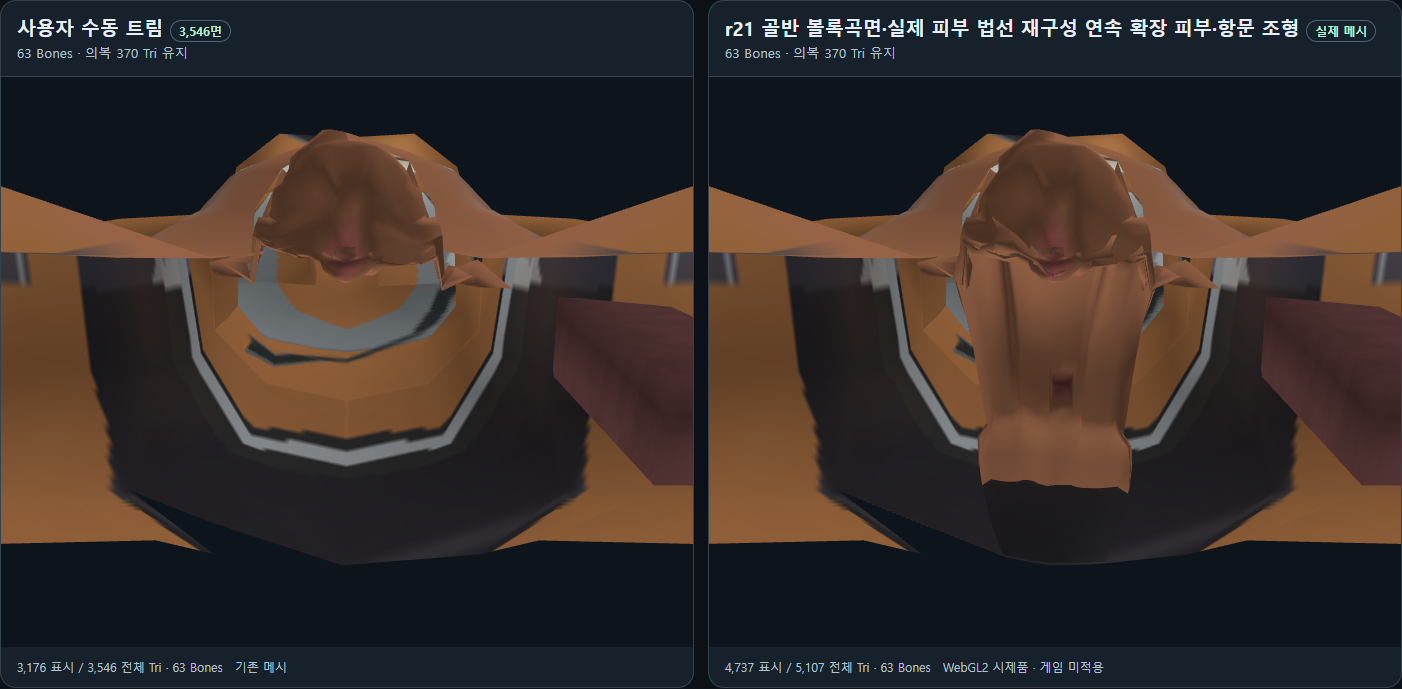 사용자 수동 트림 3,546면
63 Bones · 의복 370 Tri 유지
3,176 표시 / 3,546 전체 Tri · 63 Bones 기존 메시
r21 골반 볼록곡면·실제 피부 법선 재구성 연속 확장 피부·항문 조형 실제 메시
63 Bones · 의복 370 Tri 유지
4,737 표시 / 5,107 전체 Tri · 63 Bones WebGL2 시제품 · 게임 미적용